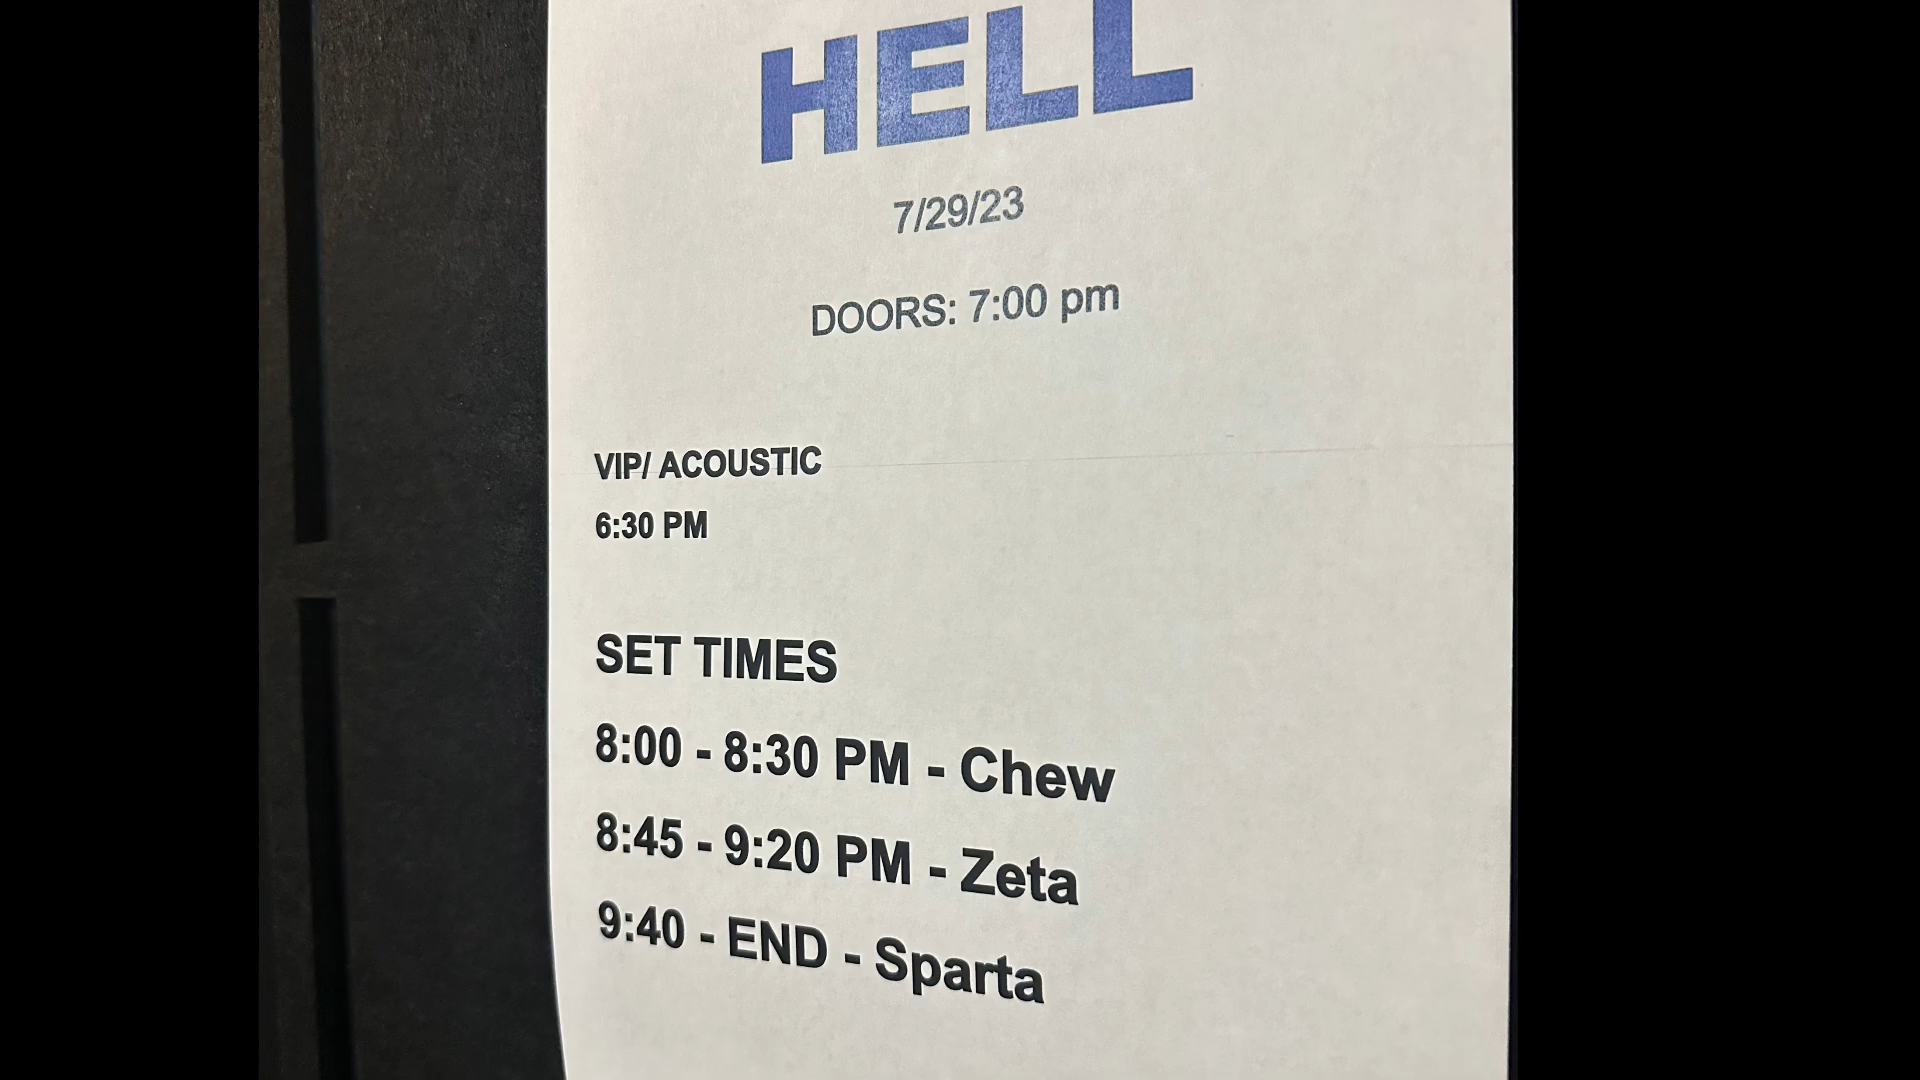 HELL
7/29/23
DOORS: 7:00 pm
VIP/ ACOUSTIC
6:30 PM
SET TIMES
8:00 - 8:30 PM - Chew
8:45 - 9:20 PM - Zeta
9:40 - END - Sparta